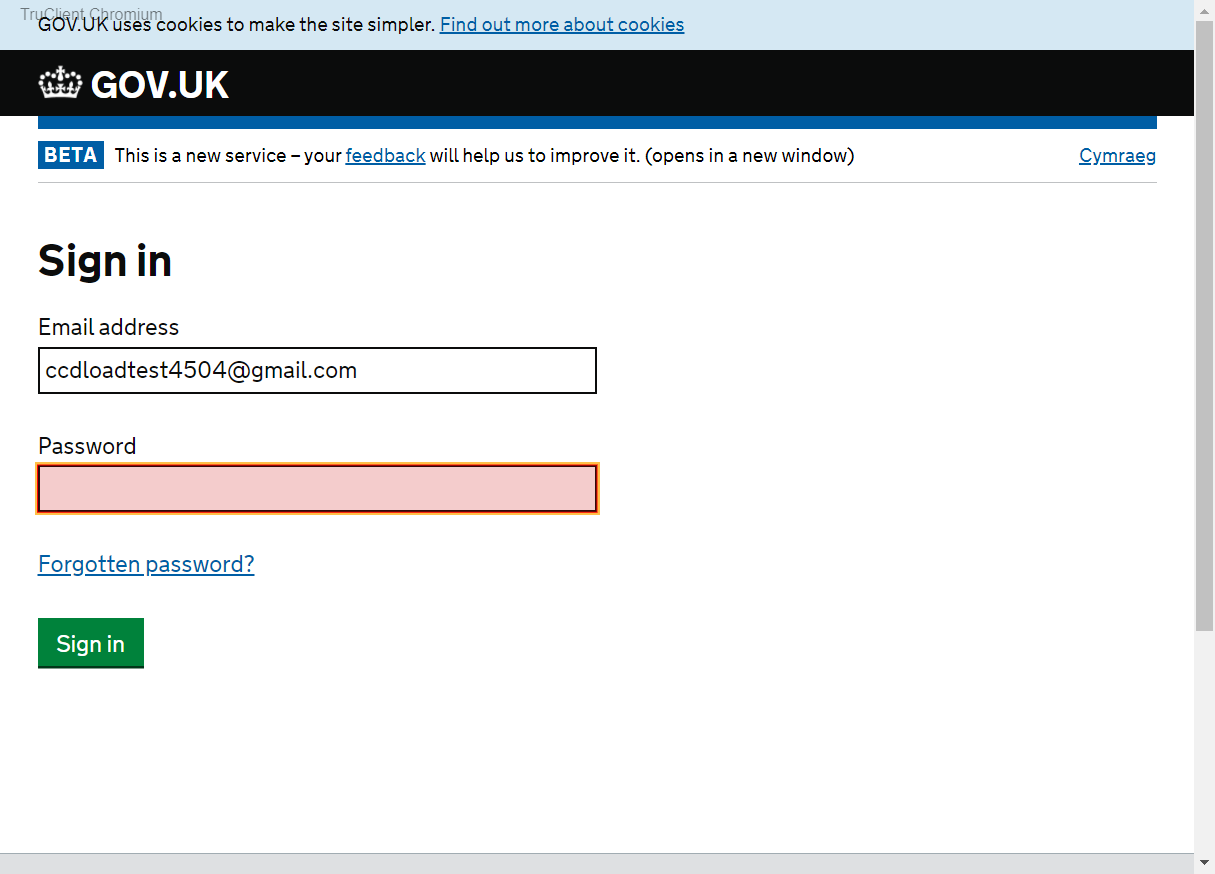 TruClient Chromium
GOV.UK uses cookies to make the site simpler. Find out more about cookies
GOV.UK
BETA This is a new service – your feedback will help us to improve it. (opens in a new window) Cymraeg
Sign in
Email address
ccdloadtest4504@gmail.com
Password
Forgotten password?
Sign in